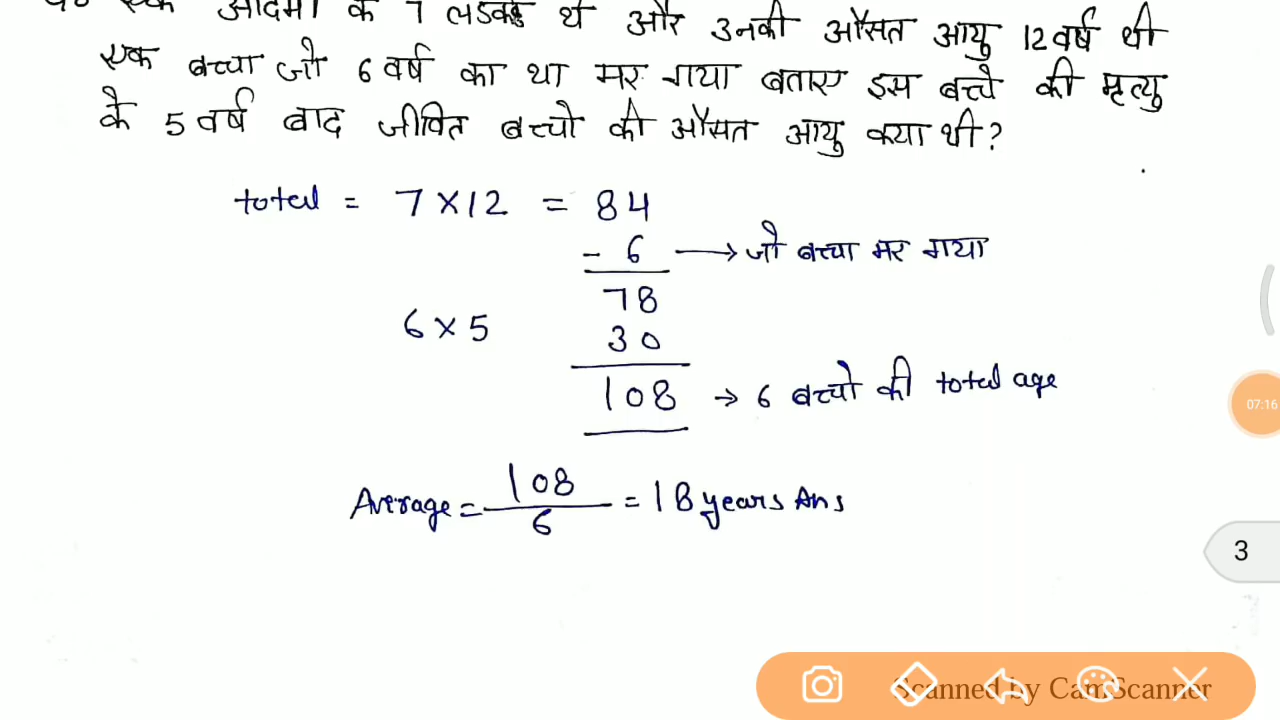 एक आदमी के 7 लडके थे और उनकी औसत आयु 12 वर्ष थी
एक बच्चा जो 6 वर्ष का था मर गया बताए इस बच्चे की मृत्यु
के 5 वर्ष बाद जीवित बच्चो की औसत आयु क्या थी?
total = 7 × 12 = 84
- 6 → जो बच्चा मर गया
78
6 × 5 30
108 → 6 बच्चो की total age
Average = 108/6 = 18 years Ans
07:16
3
Scanned by CamScanner